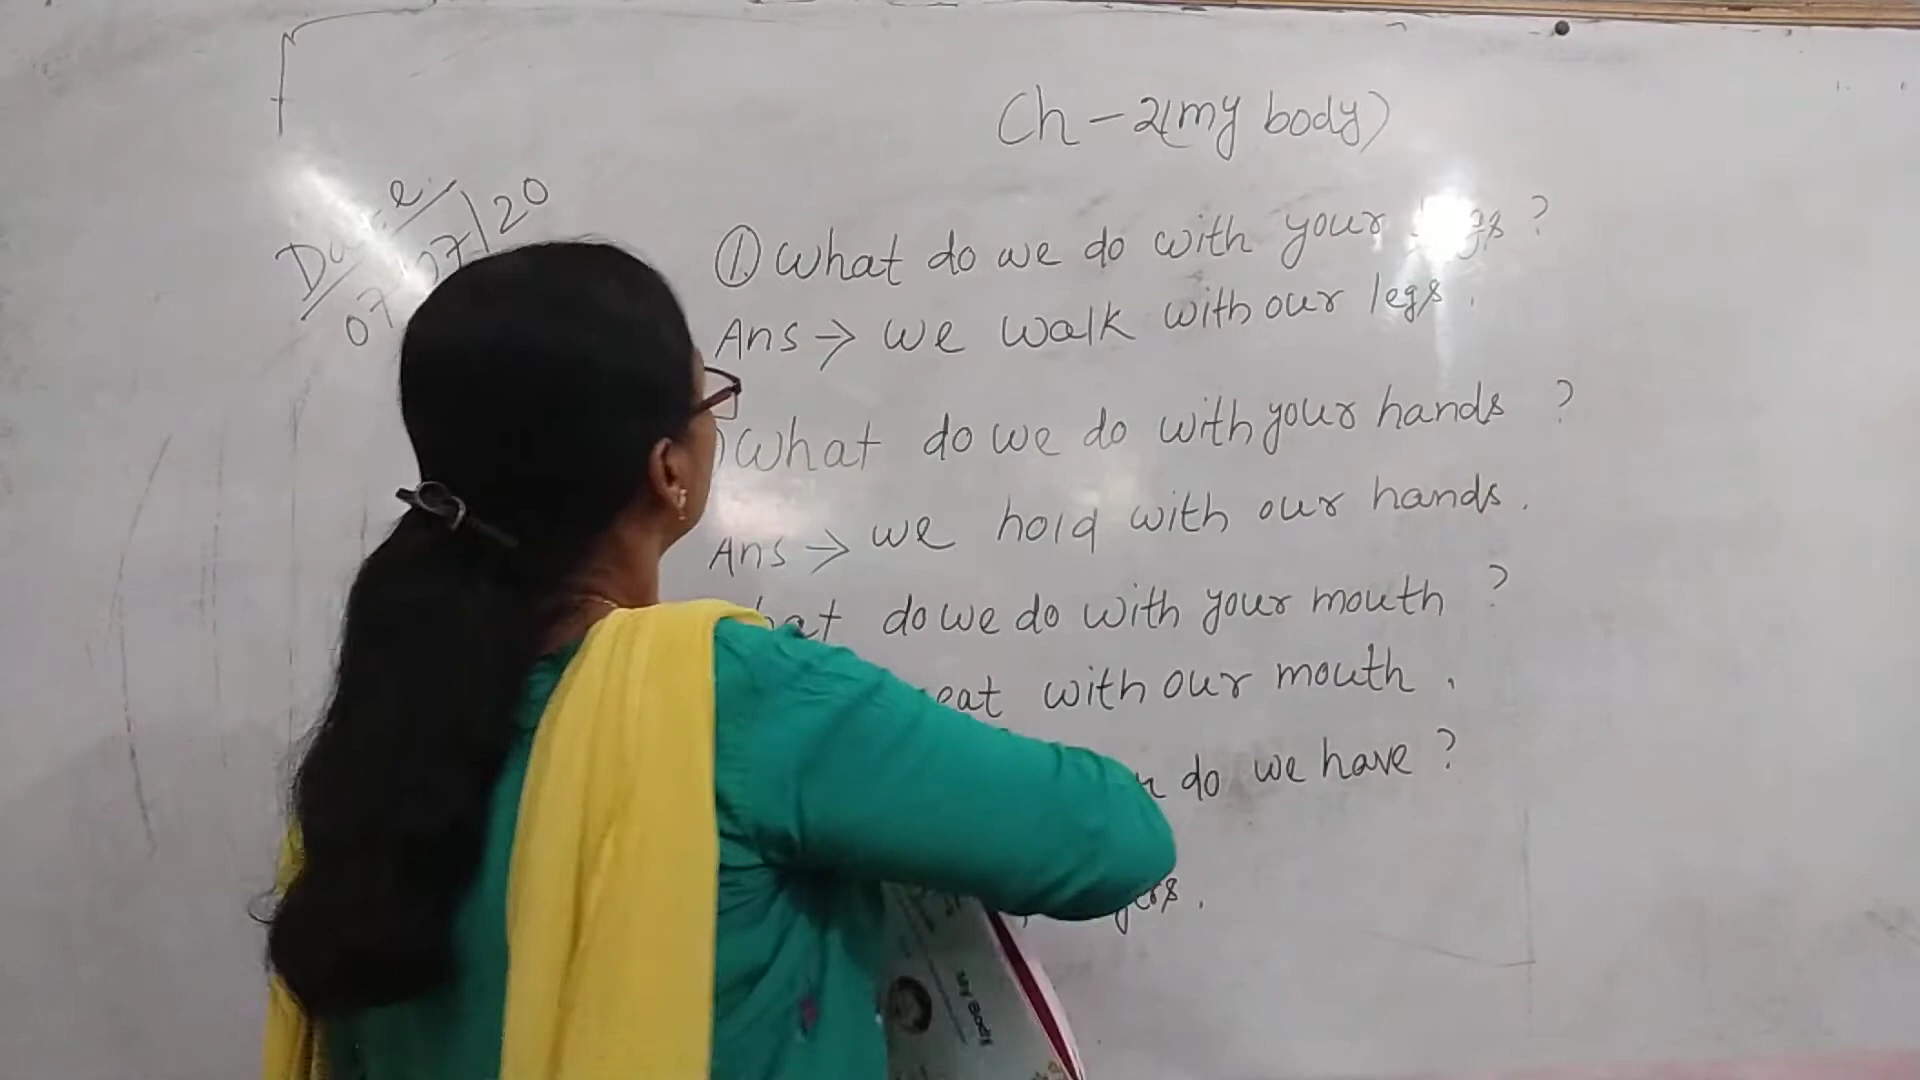 Ch - 2(my body)
07 07/20
① What do we do with your legs ?
Ans → we walk with our legs .
What do we do with your hands ?
Ans → we hold with our hands .
do we do with your mouth ?
eat with our mouth .
do we have ?
My Body